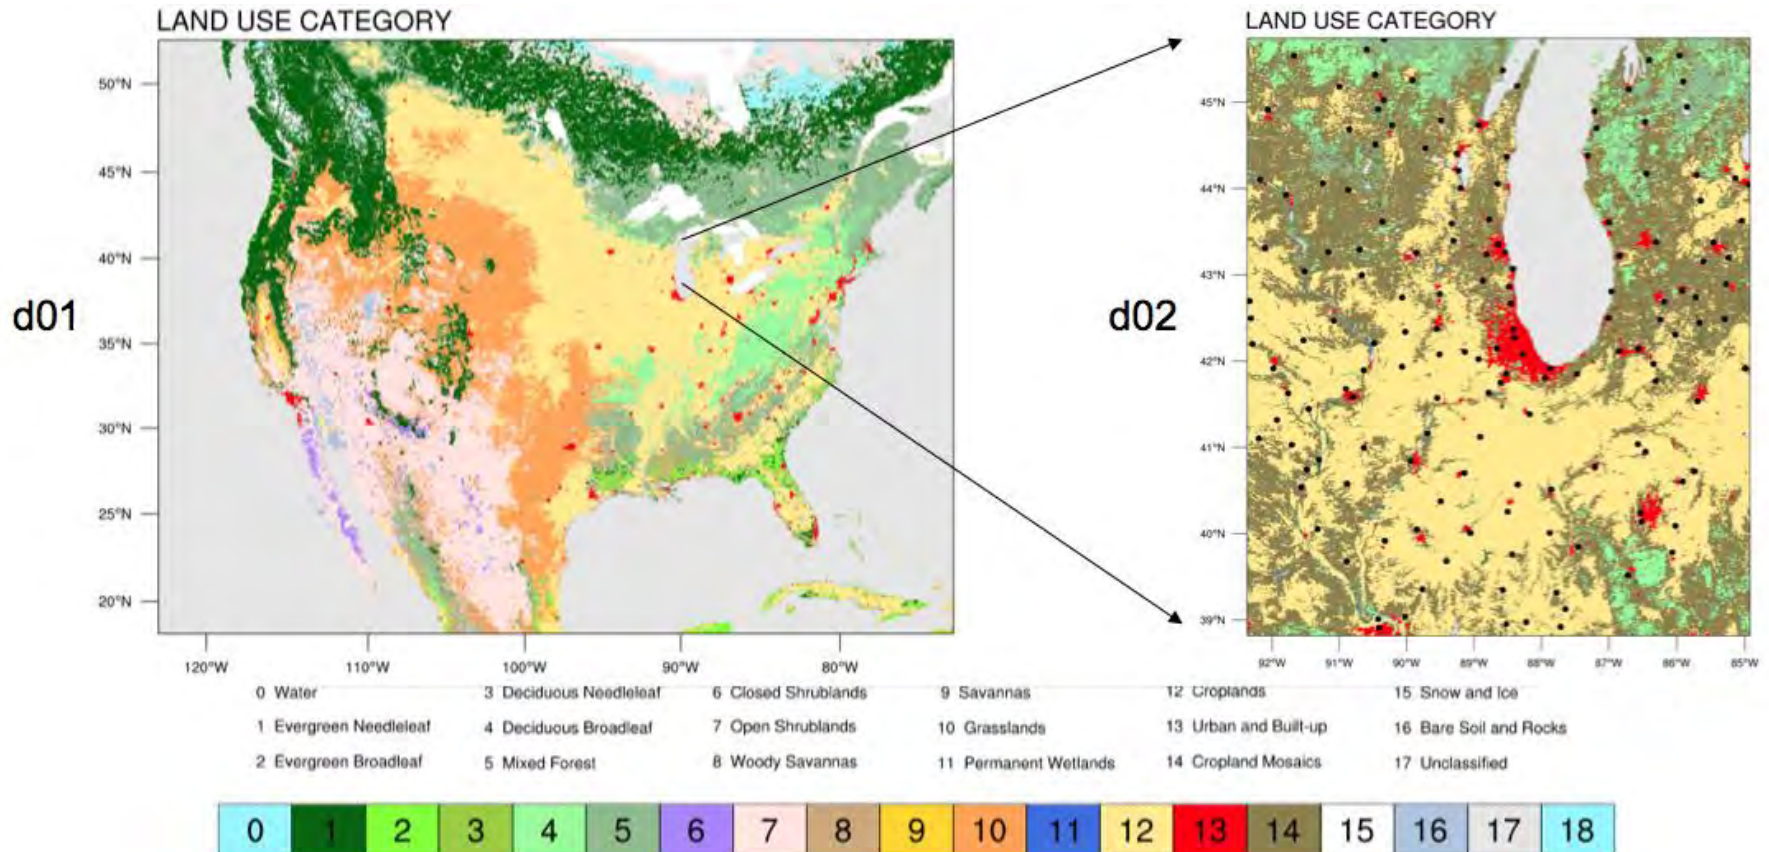 LAND USE CATEGORY
50°N
45°N
40°N
35°N
30°N
25°N
20°N
120°W 110°W 100°W 90°W 80°W
d01
LAND USE CATEGORY
45°N
44°N
43°N
42°N
41°N
40°N
39°N
92°W 91°W 90°W 89°W 88°W 87°W 86°W 85°W
d02
0 Water 3 Deciduous Needleleaf 6 Closed Shrublands 9 Savannas 12 Croplands 15 Snow and Ice
1 Evergreen Needleleaf 4 Deciduous Broadleaf 7 Open Shrublands 10 Grasslands 13 Urban and Built-up 16 Bare Soil and Rocks
2 Evergreen Broadleaf 5 Mixed Forest 8 Woody Savannas 11 Permanent Wetlands 14 Cropland Mosaics 17 Unclassified
0 1 2 3 4 5 6 7 8 9 10 11 12 13 14 15 16 17 18